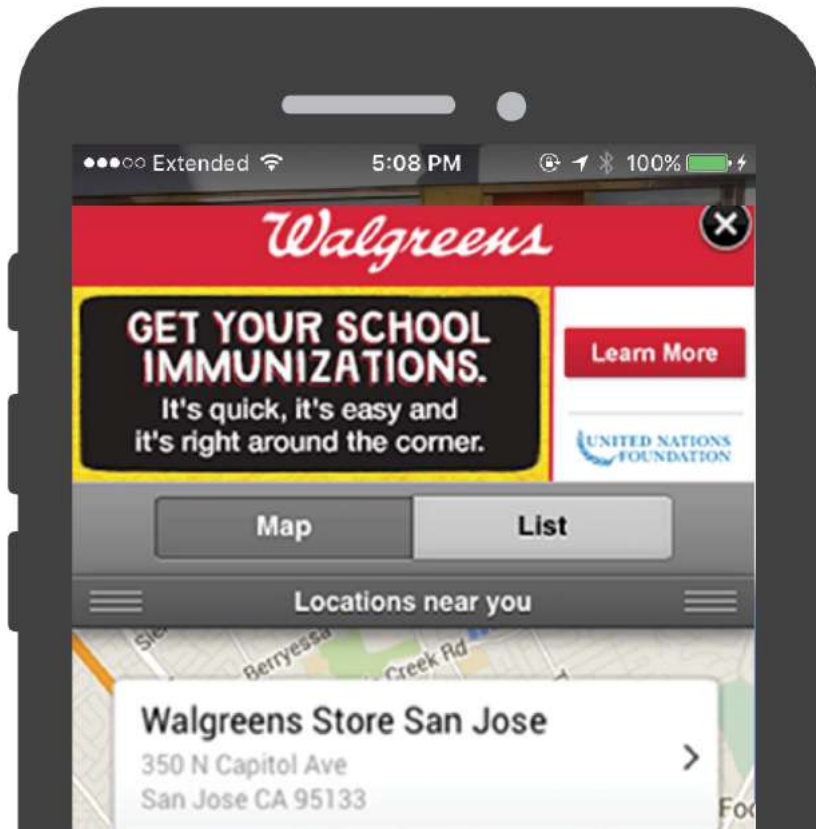 Extended 5:08 PM 100%
Walgreens
GET YOUR SCHOOL
IMMUNIZATIONS.
It's quick, it's easy and
it's right around the corner.
Learn More
UNITED NATIONS
FOUNDATION
Map List
Locations near you
Berryessa
Creek Rd
Walgreens Store San Jose
350 N Capitol Ave
San Jose CA 95133